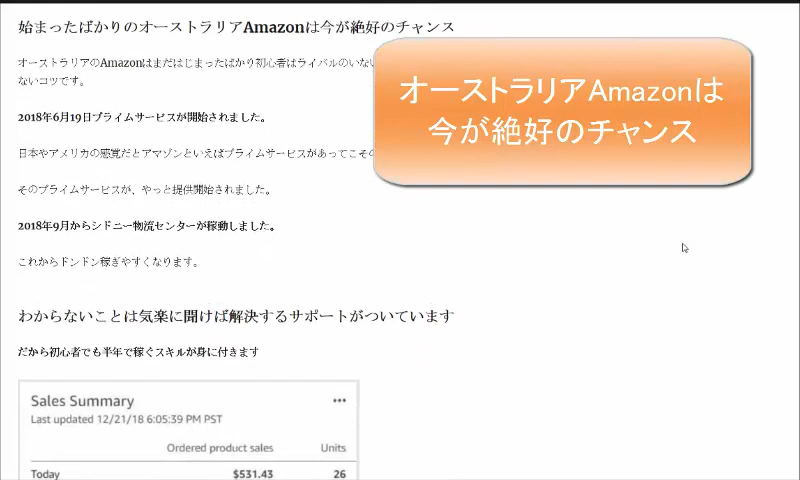 始まったばかりのオーストラリアAmazonは今が絶好のチャンス
オーストラリアのAmazonはまだはじまったばかり初心者はライバルのいない
ないコツです。
2018年6月19日プライムサービスが開始されました。
日本やアメリカの感覚だとアマゾンといえばプライムサービスがあってこその
そのプライムサービスが、やっと提供開始されました。
2018年9月からシドニー物流センターが稼動しました。
これからドンドン稼ぎやすくなります。
オーストラリアAmazonは
今が絶好のチャンス
わからないことは気楽に聞けば解決するサポートがついています
だから初心者でも半年で稼ぐスキルが身に付きます
Sales Summary
Last updated 12/21/18 6:05:39 PM PST
Ordered product sales Units
Today $531.43 26